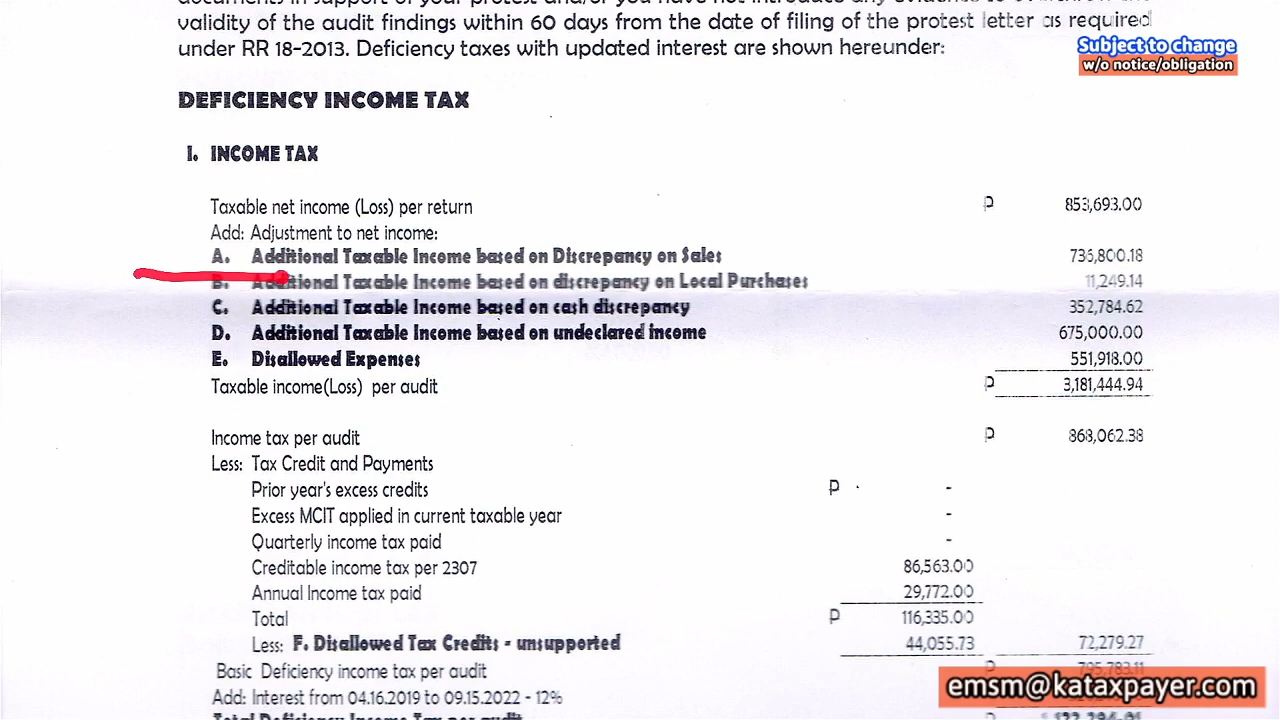 validity of the audit findings within 60 days from the date of filing of the protest letter as required
under RR 18-2013. Deficiency taxes with updated interest are shown hereunder:
Subject to change
w/o notice/obligation
DEFICIENCY INCOME TAX
I. INCOME TAX
Taxable net income (Loss) per return P 853,693.00
Add: Adjustment to net income:
A. Additional Taxable Income based on Discrepancy on Sales 736,800.18
B. Additional Taxable Income based on discrepancy on Local Purchases 11,249.14
C. Additional Taxable Income based on cash discrepancy 352,784.62
D. Additional Taxable Income based on undeclared income 675,000.00
E. Disallowed Expenses 551,918.00
Taxable income(Loss) per audit P 3,181,444.94
Income tax per audit P 868,062.38
Less: Tax Credit and Payments
Prior year's excess credits P -
Excess MCIT applied in current taxable year -
Quarterly income tax paid -
Creditable income tax per 2307 86,563.00
Annual Income tax paid 29,772.00
Total P 116,335.00
Less: F. Disallowed Tax Credits - unsupported 44,055.73 72,279.27
Basic Deficiency income tax per audit P 795,783.11
Add: Interest from 04.16.2019 to 09.15.2022 - 12%
Total Deficiency Income Tax per audit
emsm@kataxpayer.com